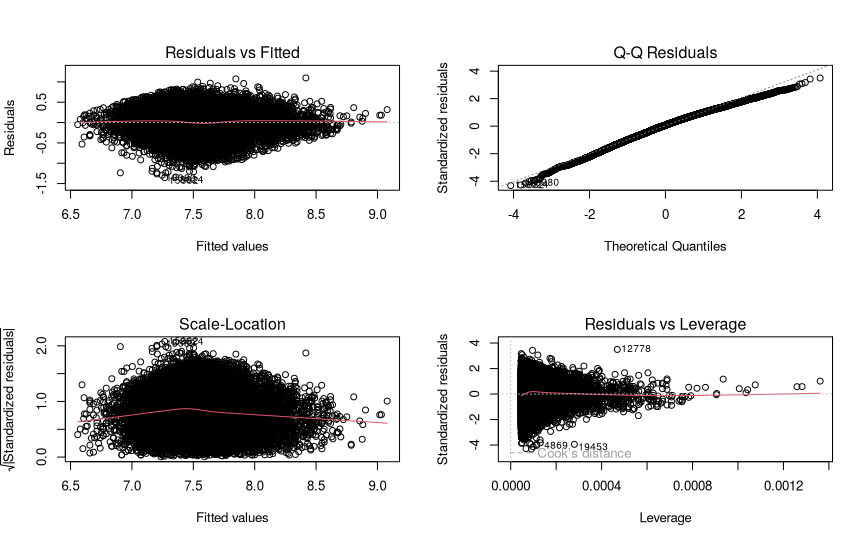 Residuals vs Fitted
Residuals
0.5
-0.5
-1.5
6.5 7.0 7.5 8.0 8.5 9.0
Fitted values
Q-Q Residuals
Standardized residuals
4
2
0
-2
-4
-4 -2 0 2 4
Theoretical Quantiles
Scale-Location
√|Standardized residuals|
2.0
1.0
0.0
6.5 7.0 7.5 8.0 8.5 9.0
Fitted values
Residuals vs Leverage
Standardized residuals
4
2
0
-2
-4
12778
4869
19453
Cook's distance
0.0000 0.0004 0.0008 0.0012
Leverage